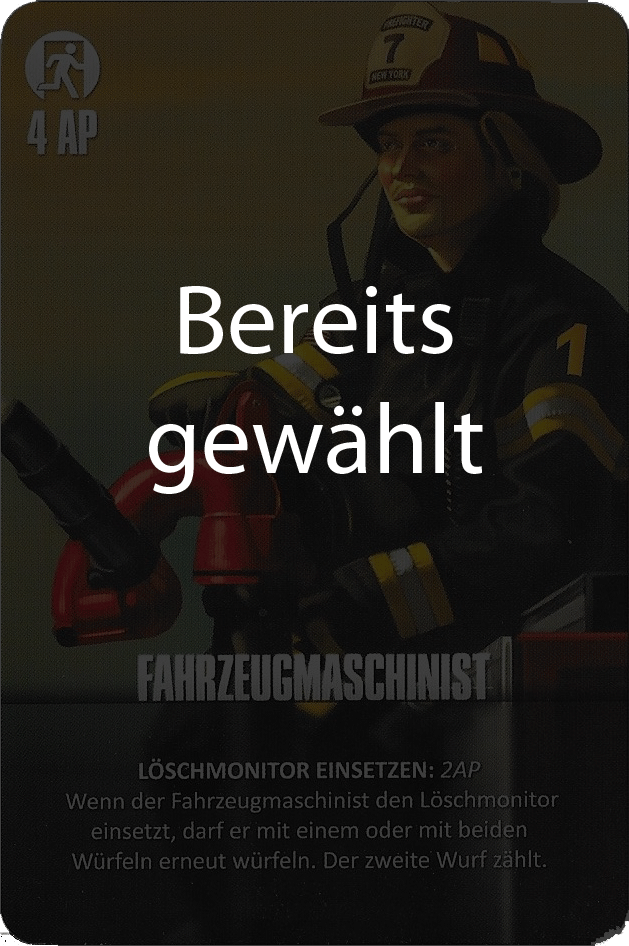 FIREFIGHTER
7
NEW YORK
4 AP
Bereits
gewählt
1
FAHRZEUGMASCHINIST
LÖSCHMONITOR EINSETZEN: 2AP
Wenn der Fahrzeugmaschinist den Löschmonitor
einsetzt, darf er mit einem oder mit beiden
Würfeln erneut würfeln. Der zweite Wurf zählt.